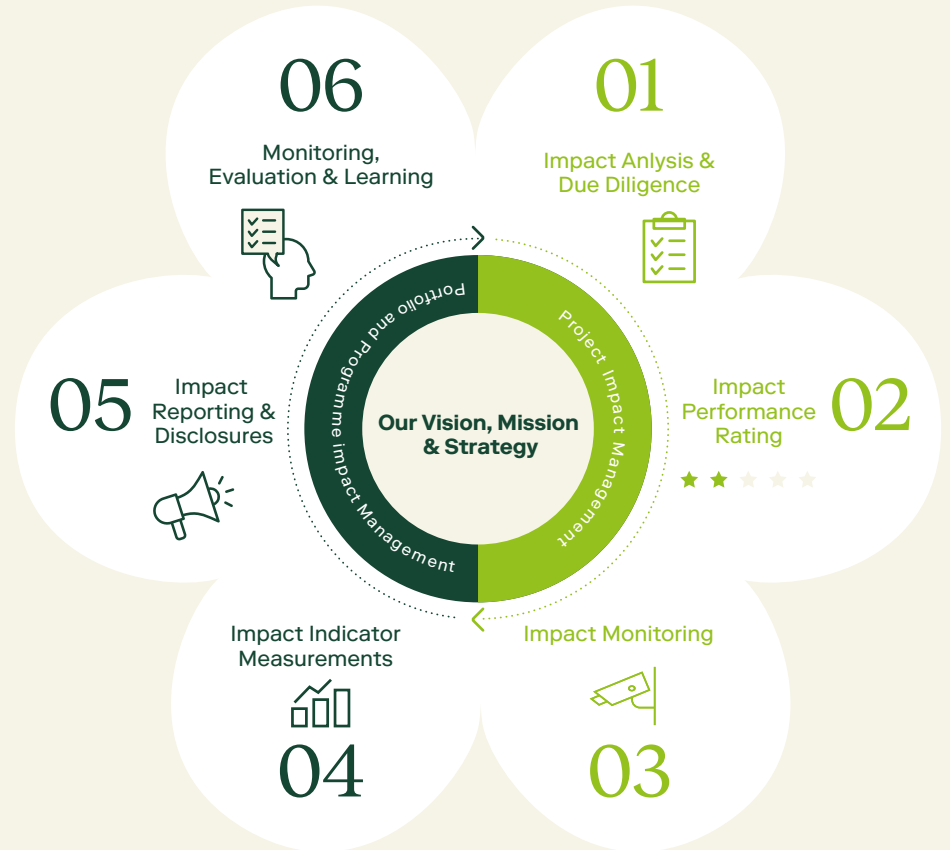 06
Monitoring,
Evaluation & Learning
01
Impact Anlysis &
Due Diligence
05
Impact
Reporting &
Disclosures
Portfolio and Programme impact Management
Project Impact Management
Our Vision, Mission
& Strategy
Impact
Performance
Rating
02
Impact Indicator
Measurements
04
Impact Monitoring
03